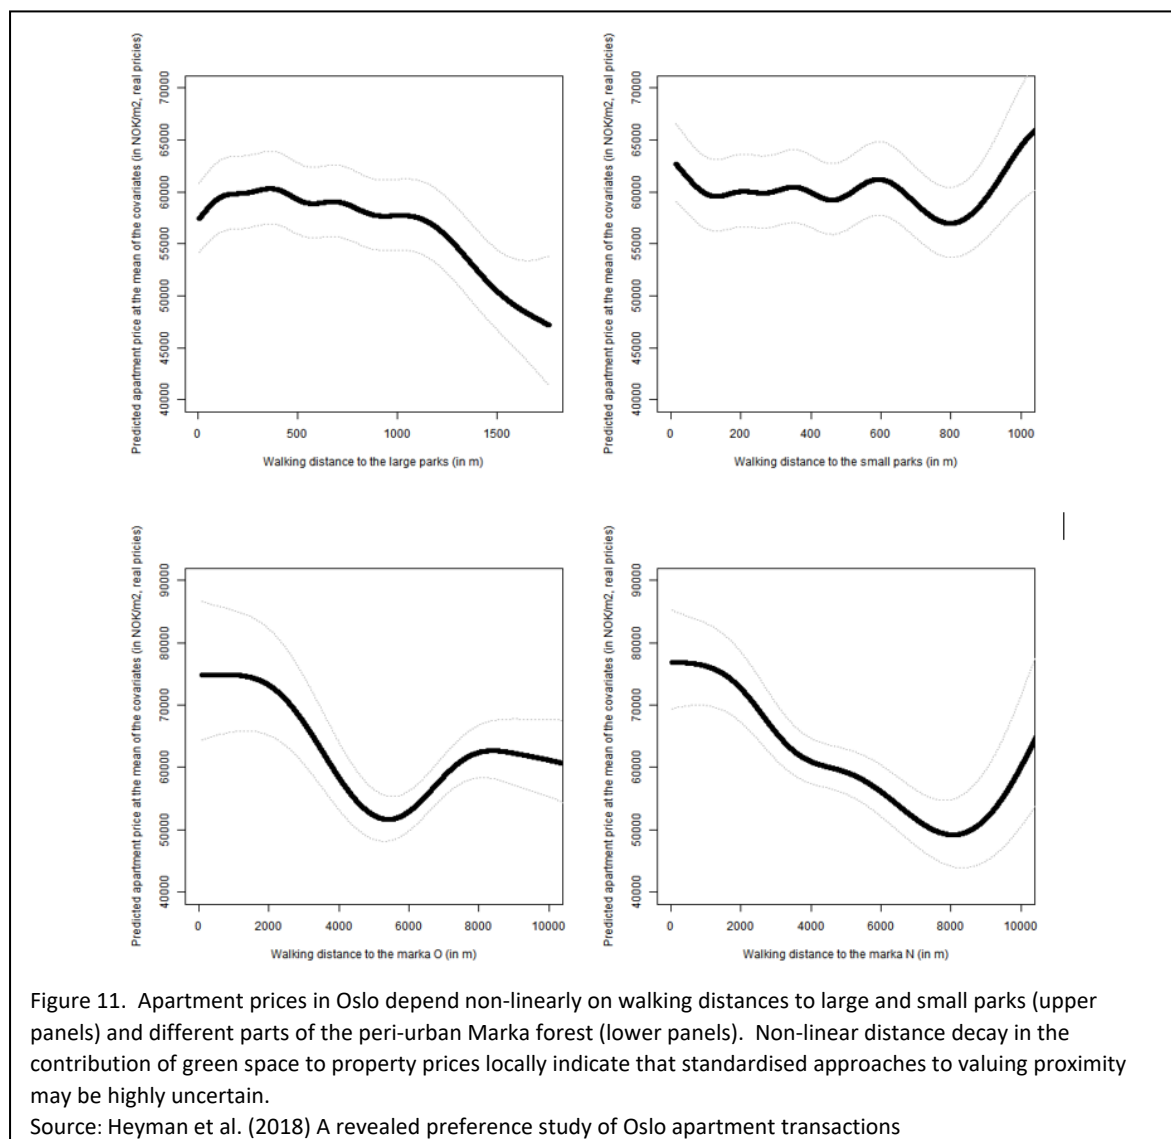 Predicted apartment price at the mean of the covariates (in NOK/m2, real pricies)
70000
65000
60000
55000
50000
45000
40000
0 500 1000 1500
Walking distance to the large parks (in m)
Predicted apartment price at the mean of the covariates (in NOK/m2, real pricies)
70000
65000
60000
55000
50000
45000
40000
0 200 400 600 800 1000
Walking distance to the small parks (in m)
Predicted apartment price at the mean of the covariates (in NOK/m2, real pricies)
90000
80000
70000
60000
50000
40000
0 2000 4000 6000 8000 10000
Walking distance to the marka O (in m)
Predicted apartment price at the mean of the covariates (in NOK/m2, real pricies)
90000
80000
70000
60000
50000
40000
0 2000 4000 6000 8000 10000
Walking distance to the marka N (in m)
Figure 11.  Apartment prices in Oslo depend non-linearly on walking distances to large and small parks (upper
panels) and different parts of the peri-urban Marka forest (lower panels).  Non-linear distance decay in the
contribution of green space to property prices locally indicate that standardised approaches to valuing proximity
may be highly uncertain.
Source: Heyman et al. (2018) A revealed preference study of Oslo apartment transactions